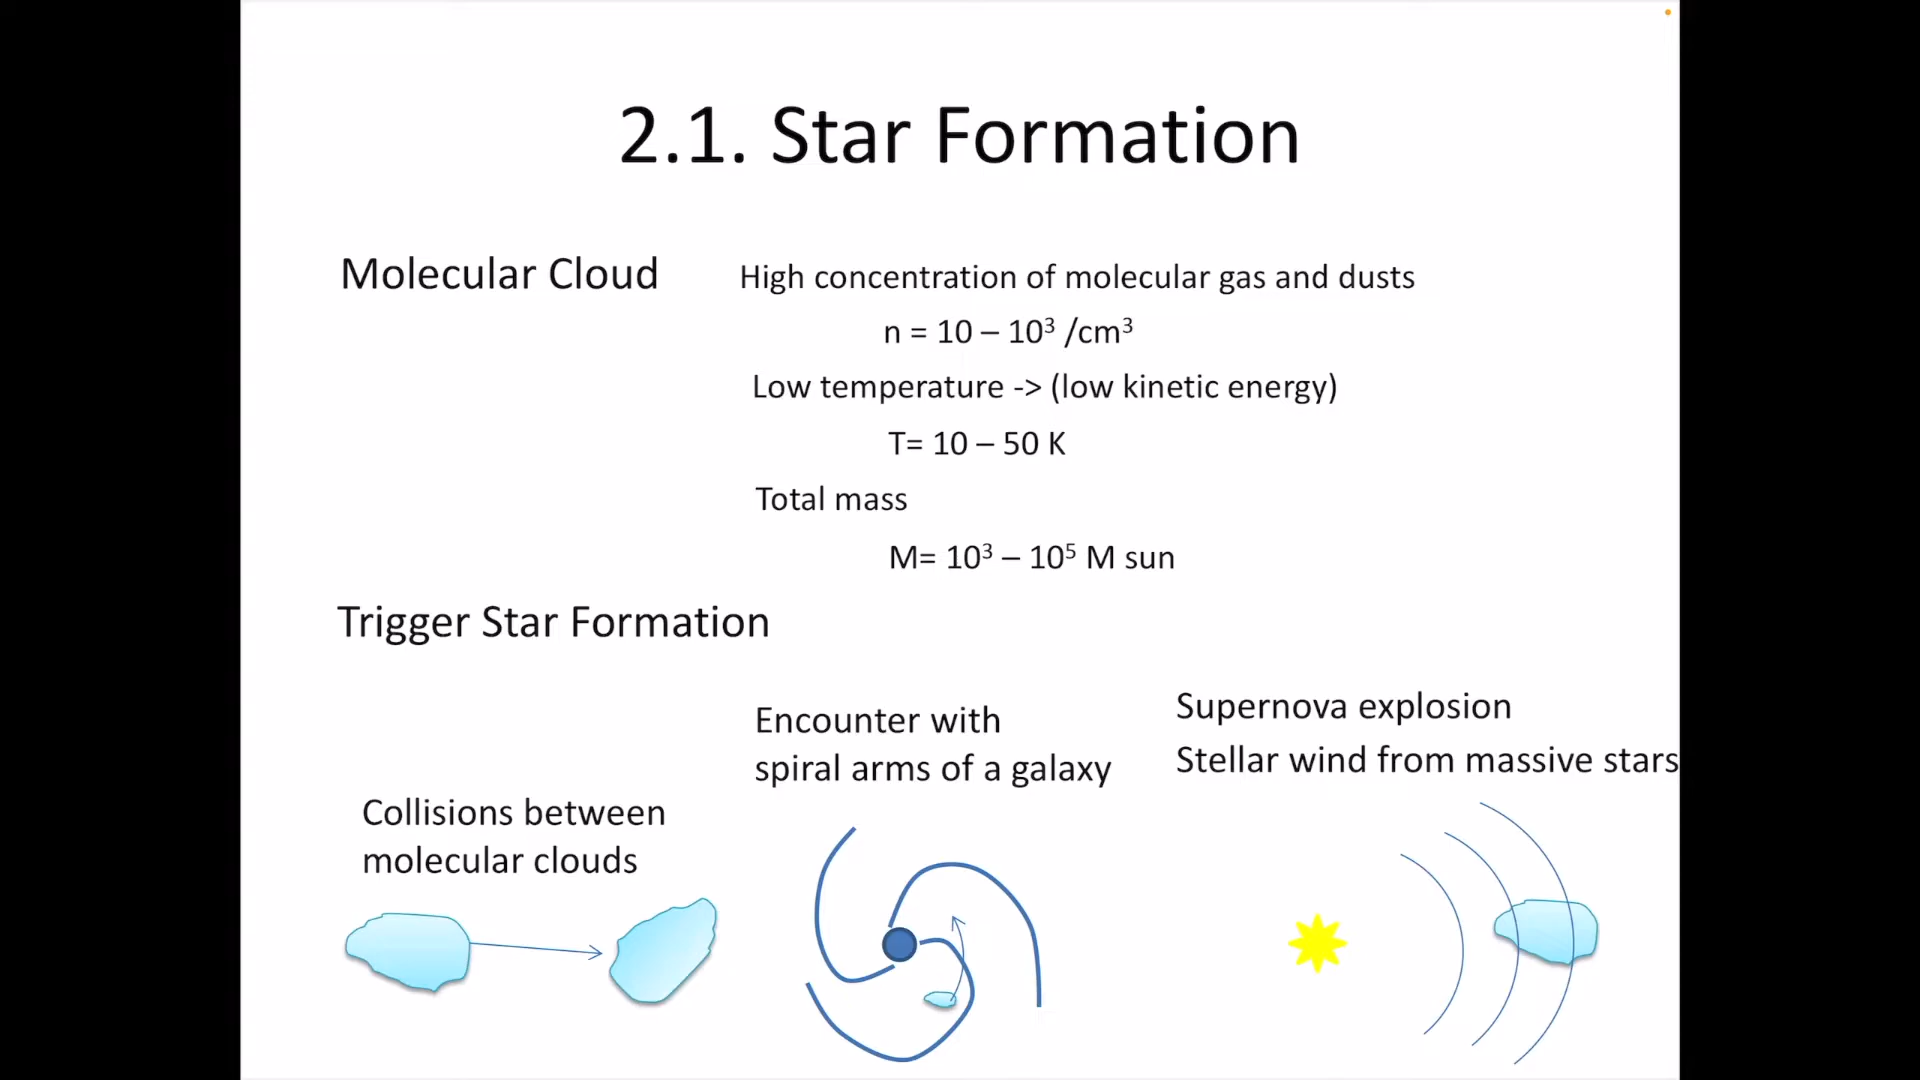 2.1. Star Formation
Molecular Cloud
High concentration of molecular gas and dusts
n = 10 – 10³ /cm³
Low temperature -> (low kinetic energy)
T= 10 – 50 K
Total mass
M= 10³ – 10⁵ M sun
Trigger Star Formation
Collisions between
molecular clouds
Encounter with
spiral arms of a galaxy
Supernova explosion
Stellar wind from massive stars